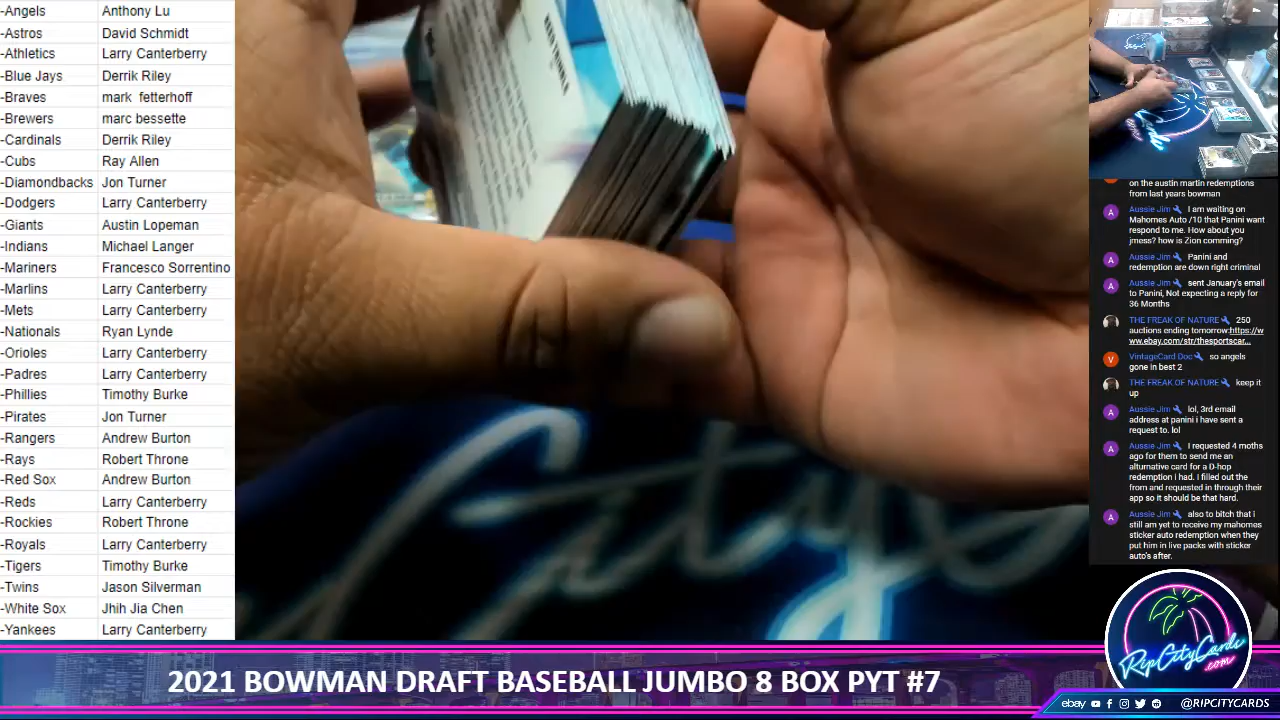 -Angels Anthony Lu
-Astros David Schmidt
-Athletics Larry Canterberry
-Blue Jays Derrik Riley
-Braves mark fetterhoff
-Brewers marc bessette
-Cardinals Derrik Riley
-Cubs Ray Allen
-Diamondbacks Jon Turner
-Dodgers Larry Canterberry
-Giants Austin Lopeman
-Indians Michael Langer
-Mariners Francesco Sorrentino
-Marlins Larry Canterberry
-Mets Larry Canterberry
-Nationals Ryan Lynde
-Orioles Larry Canterberry
-Padres Larry Canterberry
-Phillies Timothy Burke
-Pirates Jon Turner
-Rangers Andrew Burton
-Rays Robert Throne
-Red Sox Andrew Burton
-Reds Larry Canterberry
-Rockies Robert Throne
-Royals Larry Canterberry
-Tigers Timothy Burke
-Twins Jason Silverman
-White Sox Jhih Jia Chen
-Yankees Larry Canterberry
City
on the austin martin redemptions
from last years bowman
A Aussie Jim I am waiting on
Mahomes Auto /10 that Panini want
respond to me. How about you
jmess? how is Zion comming?
A Aussie Jim Panini and
redemption are down right criminal
A Aussie Jim sent January's email
to Panini, Not expecting a reply for
36 Months
THE FREAK OF NATURE 250
auctions ending tomorrow:https://w
ww.ebay.com/str/thesportscar...
V VintageCard Doc so angels
gone in best 2
THE FREAK OF NATURE keep it
up
A Aussie Jim lol, 3rd email
address at panini i have sent a
request to. lol
A Aussie Jim I requested 4 moths
ago for them to send me an
alturnative card for a D-hop
redemption I had. I filled out the
from and requested in through their
app so it should be that hard.
A Aussie Jim also to bitch that i
still am yet to receive my mahomes
sticker auto redemption when they
put him in live packs with sticker
auto's after.
RipCityCards
.com
2021 BOWMAN DRAFT BASEBALL JUMBO 8 BOX PYT #7
ebay @RIPCITYCARDS